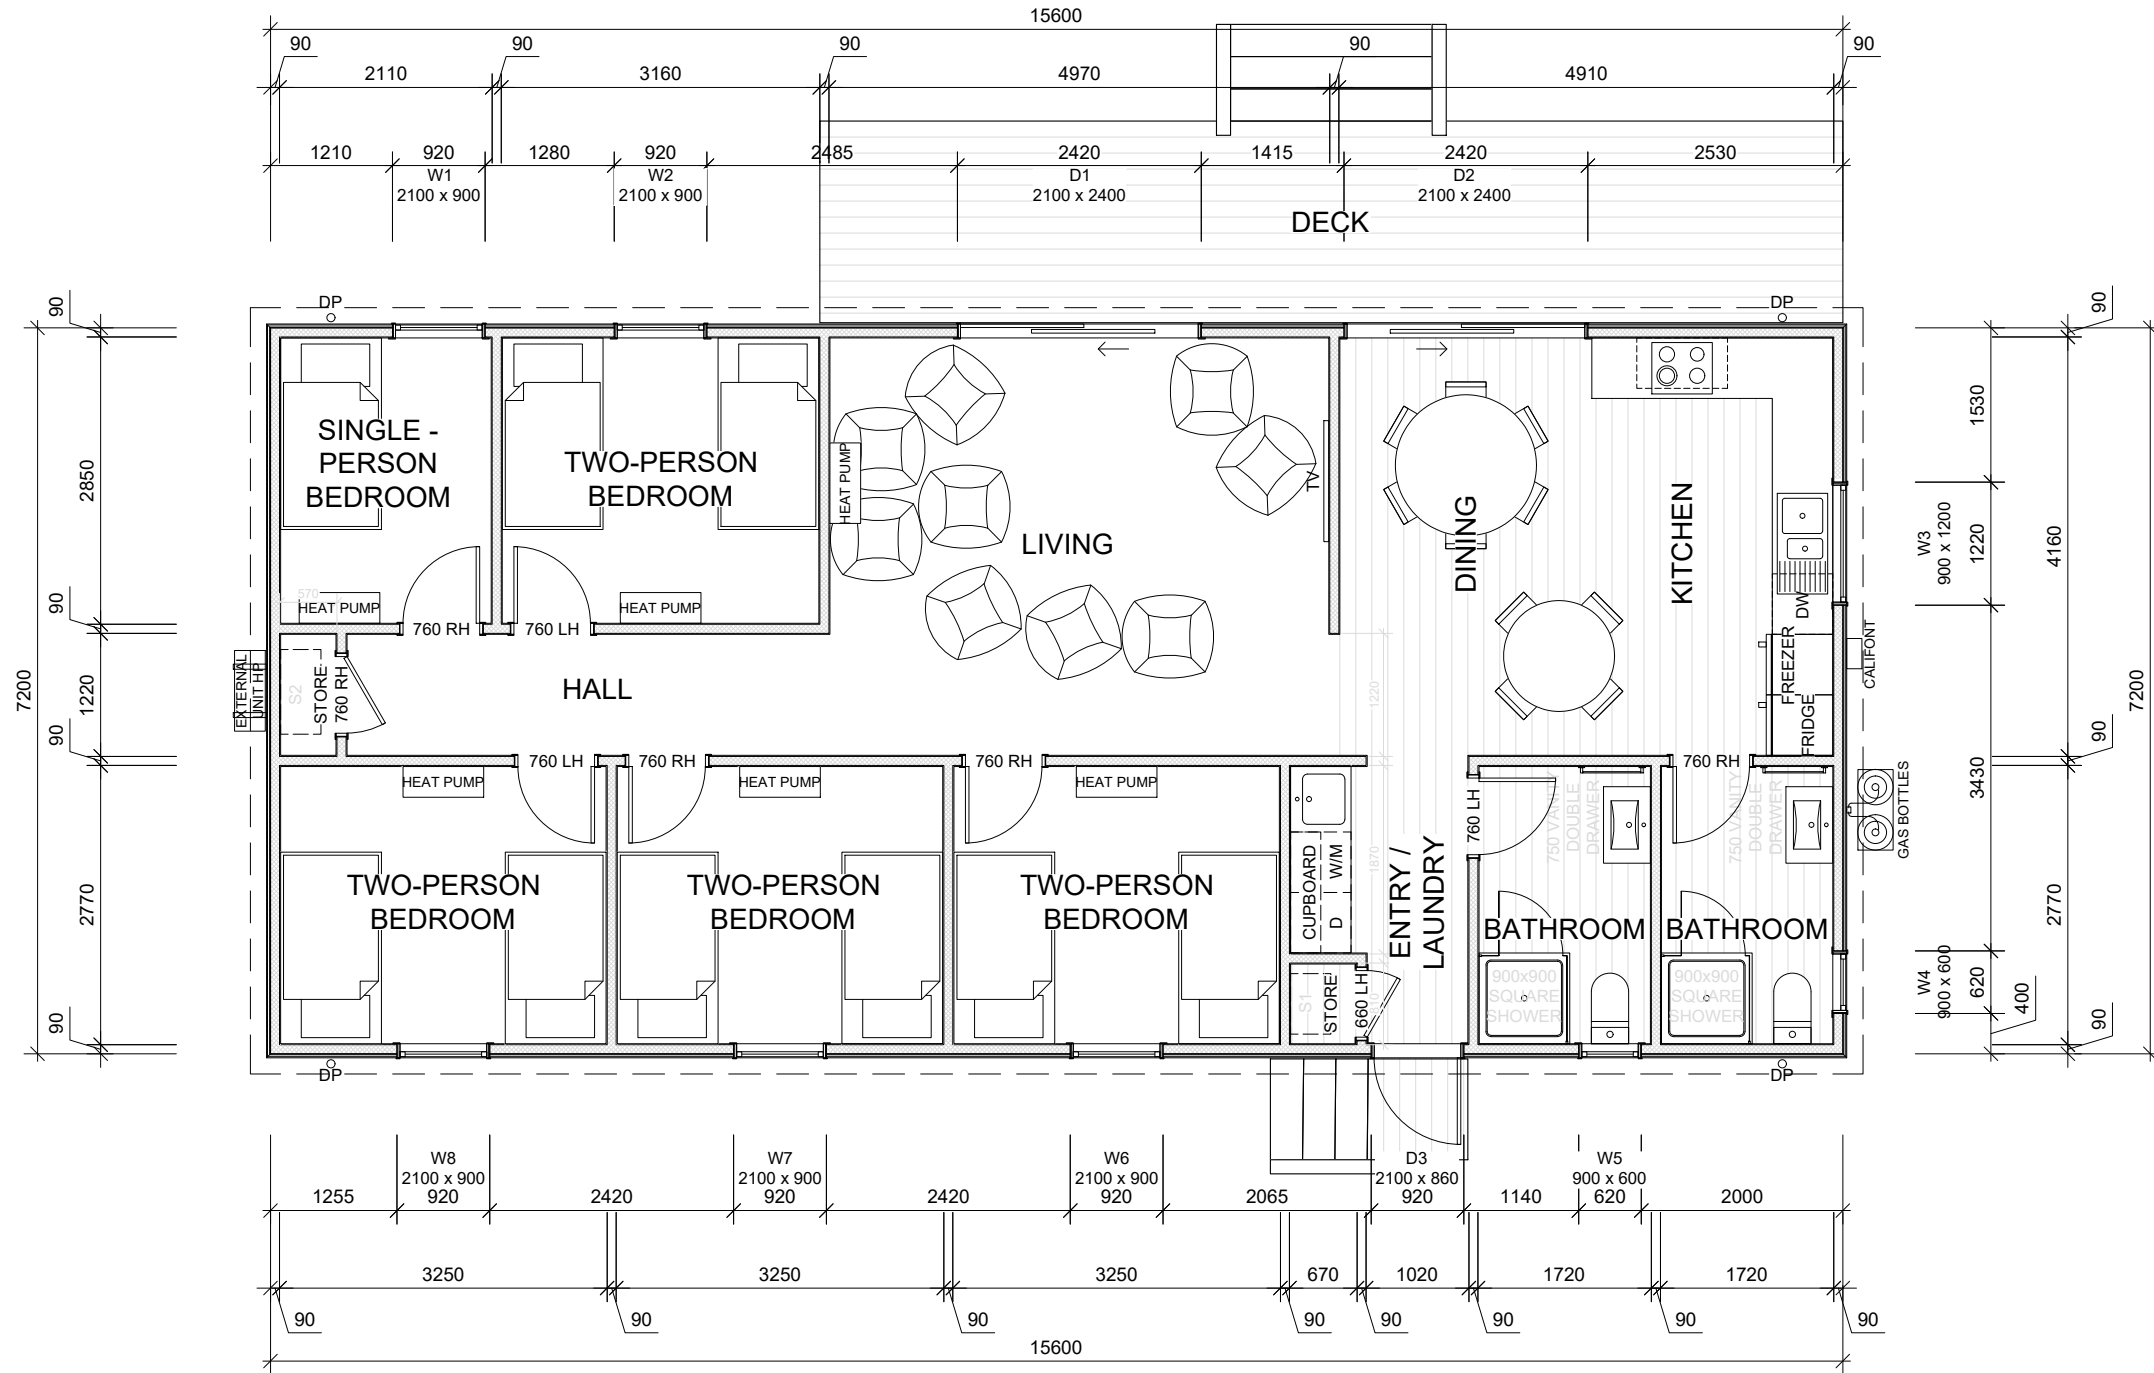 15600
90
90
90
90
90
2110
3160
4970
4910
1210
920
1280
920
2485
2420
1415
2420
2530
W1
2100 x 900
W2
2100 x 900
D1
2100 x 2400
D2
2100 x 2400
DECK
DP
DP
90
2850
90
1220
90
2770
90
7200
SINGLE -
PERSON
BEDROOM
TWO-PERSON
BEDROOM
HEAT PUMP
LIVING
TV
DINING
KITCHEN
570
HEAT PUMP
HEAT PUMP
760 RH
760 LH
EXTERNAL
UNIT HP
S2
STORE
760 RH
HALL
1220
DW
FREEZER
FRIDGE
CALIFONT
90
1530
W3
900 x 1200
1220
4160
7200
90
3430
2770
W4
900 x 600
620
400
90
760 LH
760 RH
760 RH
760 RH
HEAT PUMP
HEAT PUMP
HEAT PUMP
TWO-PERSON
BEDROOM
TWO-PERSON
BEDROOM
TWO-PERSON
BEDROOM
CUPBOARD
W/M
D
1870
ENTRY /
LAUNDRY
760 LH
750 VANITY
DOUBLE
DRAWER
750 VANITY
DOUBLE
DRAWER
GAS BOTTLES
BATHROOM
BATHROOM
S1
STORE
660 LH
900x900
SQUARE
SHOWER
900x900
SQUARE
SHOWER
DP
DP
W8
2100 x 900
W7
2100 x 900
W6
2100 x 900
D3
2100 x 860
W5
900 x 600
1255
920
2420
920
2420
920
2065
920
1140
620
2000
3250
3250
3250
670
1020
1720
1720
90
90
90
90
90
90
90
90
15600